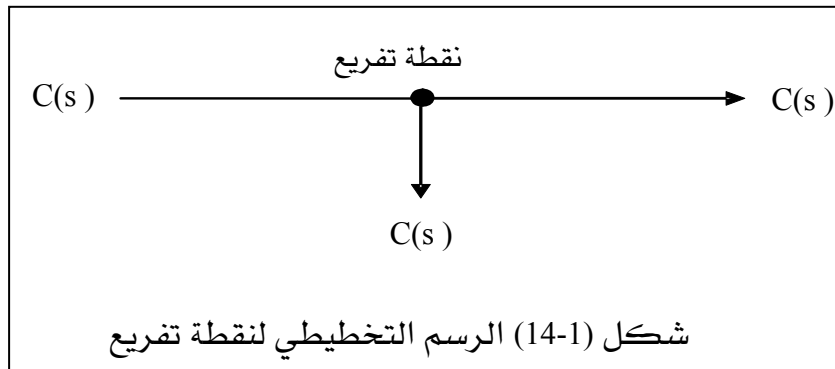 نقطة تفريع
C(s )
C(s )
C(s )
شكل (14-1) الرسم التخطيطي لنقطة تفريع